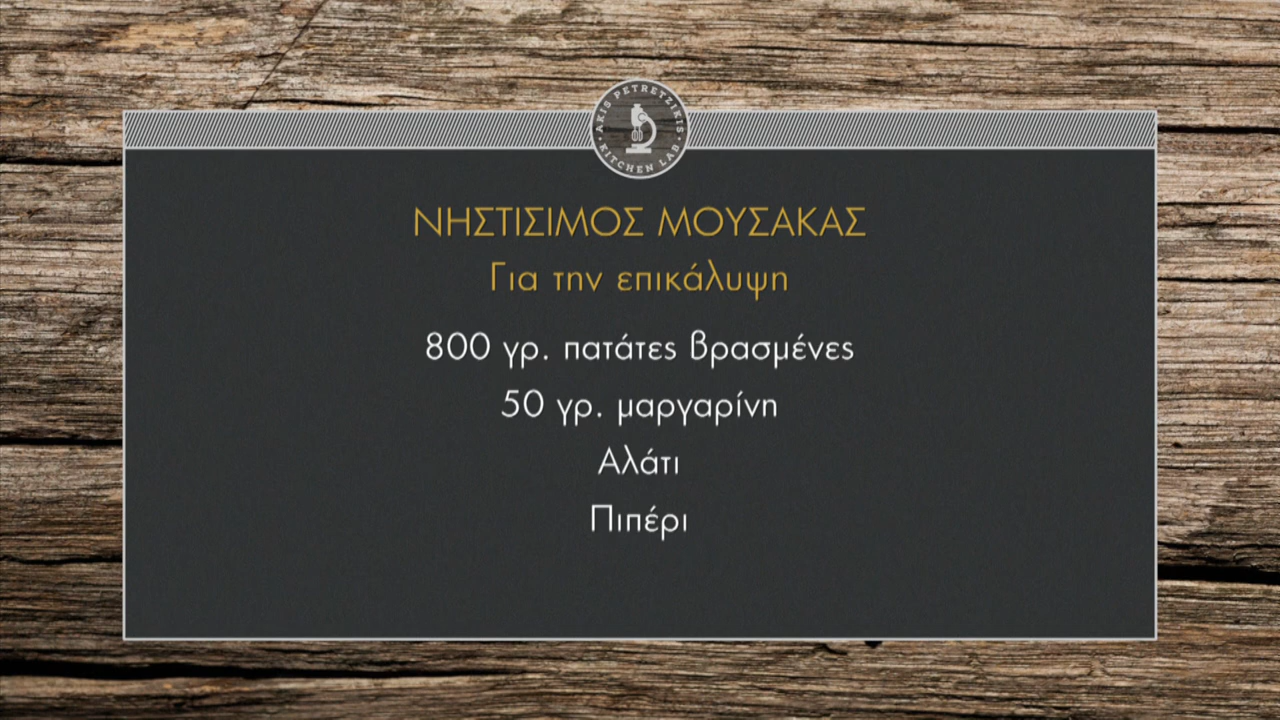 AKIS PETRETZIKIS
KITCHEN LAB
ΝΗΣΤΙΣΙΜΟΣ ΜΟΥΣΑΚΑΣ
Για την επικάλυψη
800 γρ. πατάτες βρασμένες
50 γρ. μαργαρίνη
Αλάτι
Πιπέρι